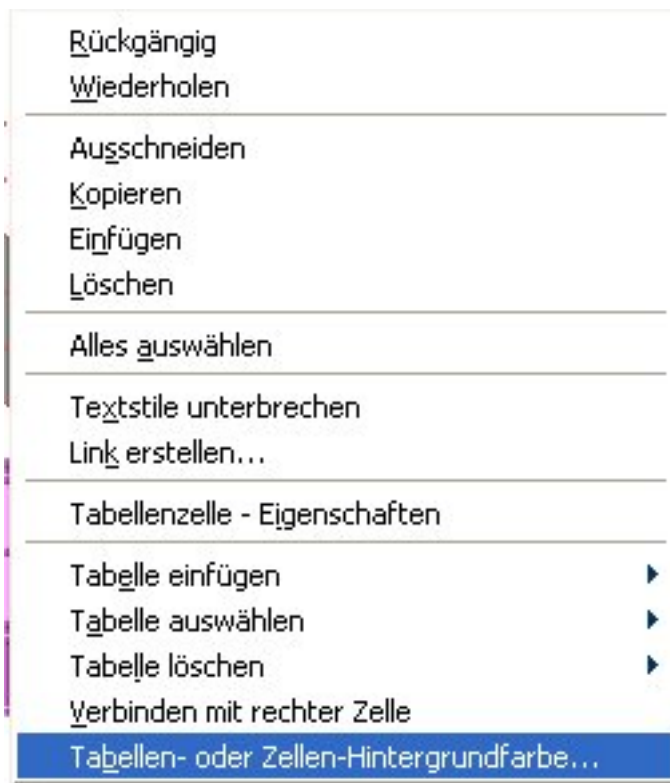 Rückgängig
Wiederholen
Ausschneiden
Kopieren
Einfügen
Löschen
Alles auswählen
Textstile unterbrechen
Link erstellen...
Tabellenzelle - Eigenschaften
Tabelle einfügen
Tabelle auswählen
Tabelle löschen
Verbinden mit rechter Zelle
Tabellen- oder Zellen-Hintergrundfarbe...